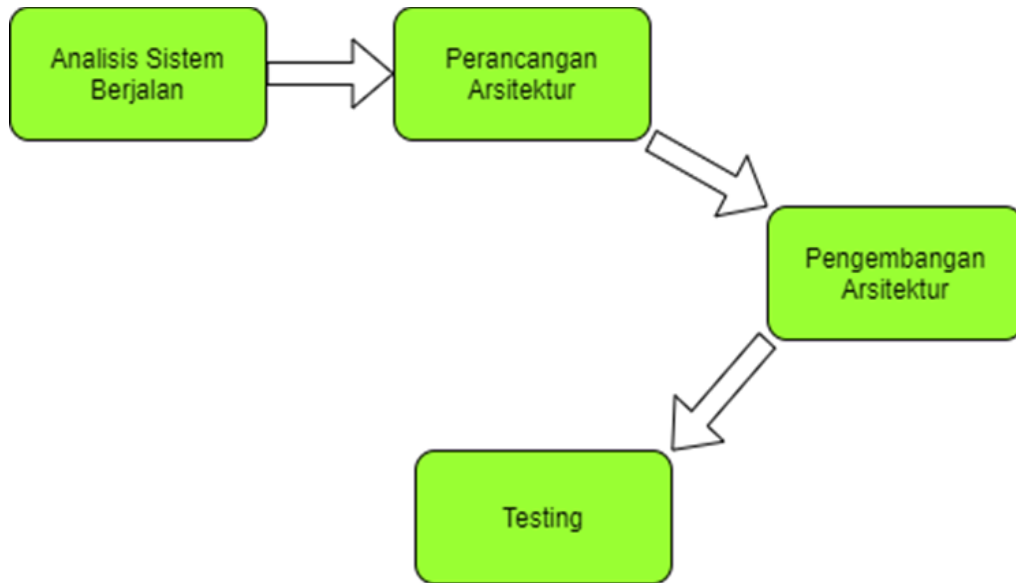 Analisis Sistem
Berjalan
Perancangan
Arsitektur
Pengembangan
Arsitektur
Testing